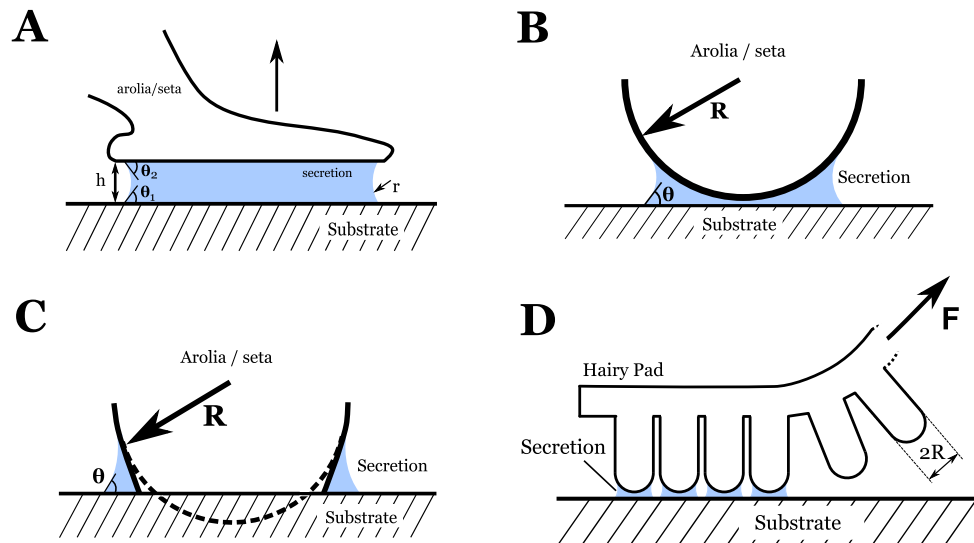 A
arolia/seta
h
θ2
θ1
secretion
r
Substrate
B
Arolia / seta
R
θ
Secretion
Substrate
C
Arolia / seta
R
θ
Secretion
Substrate
D
F
Hairy Pad
Secretion
2R
Substrate